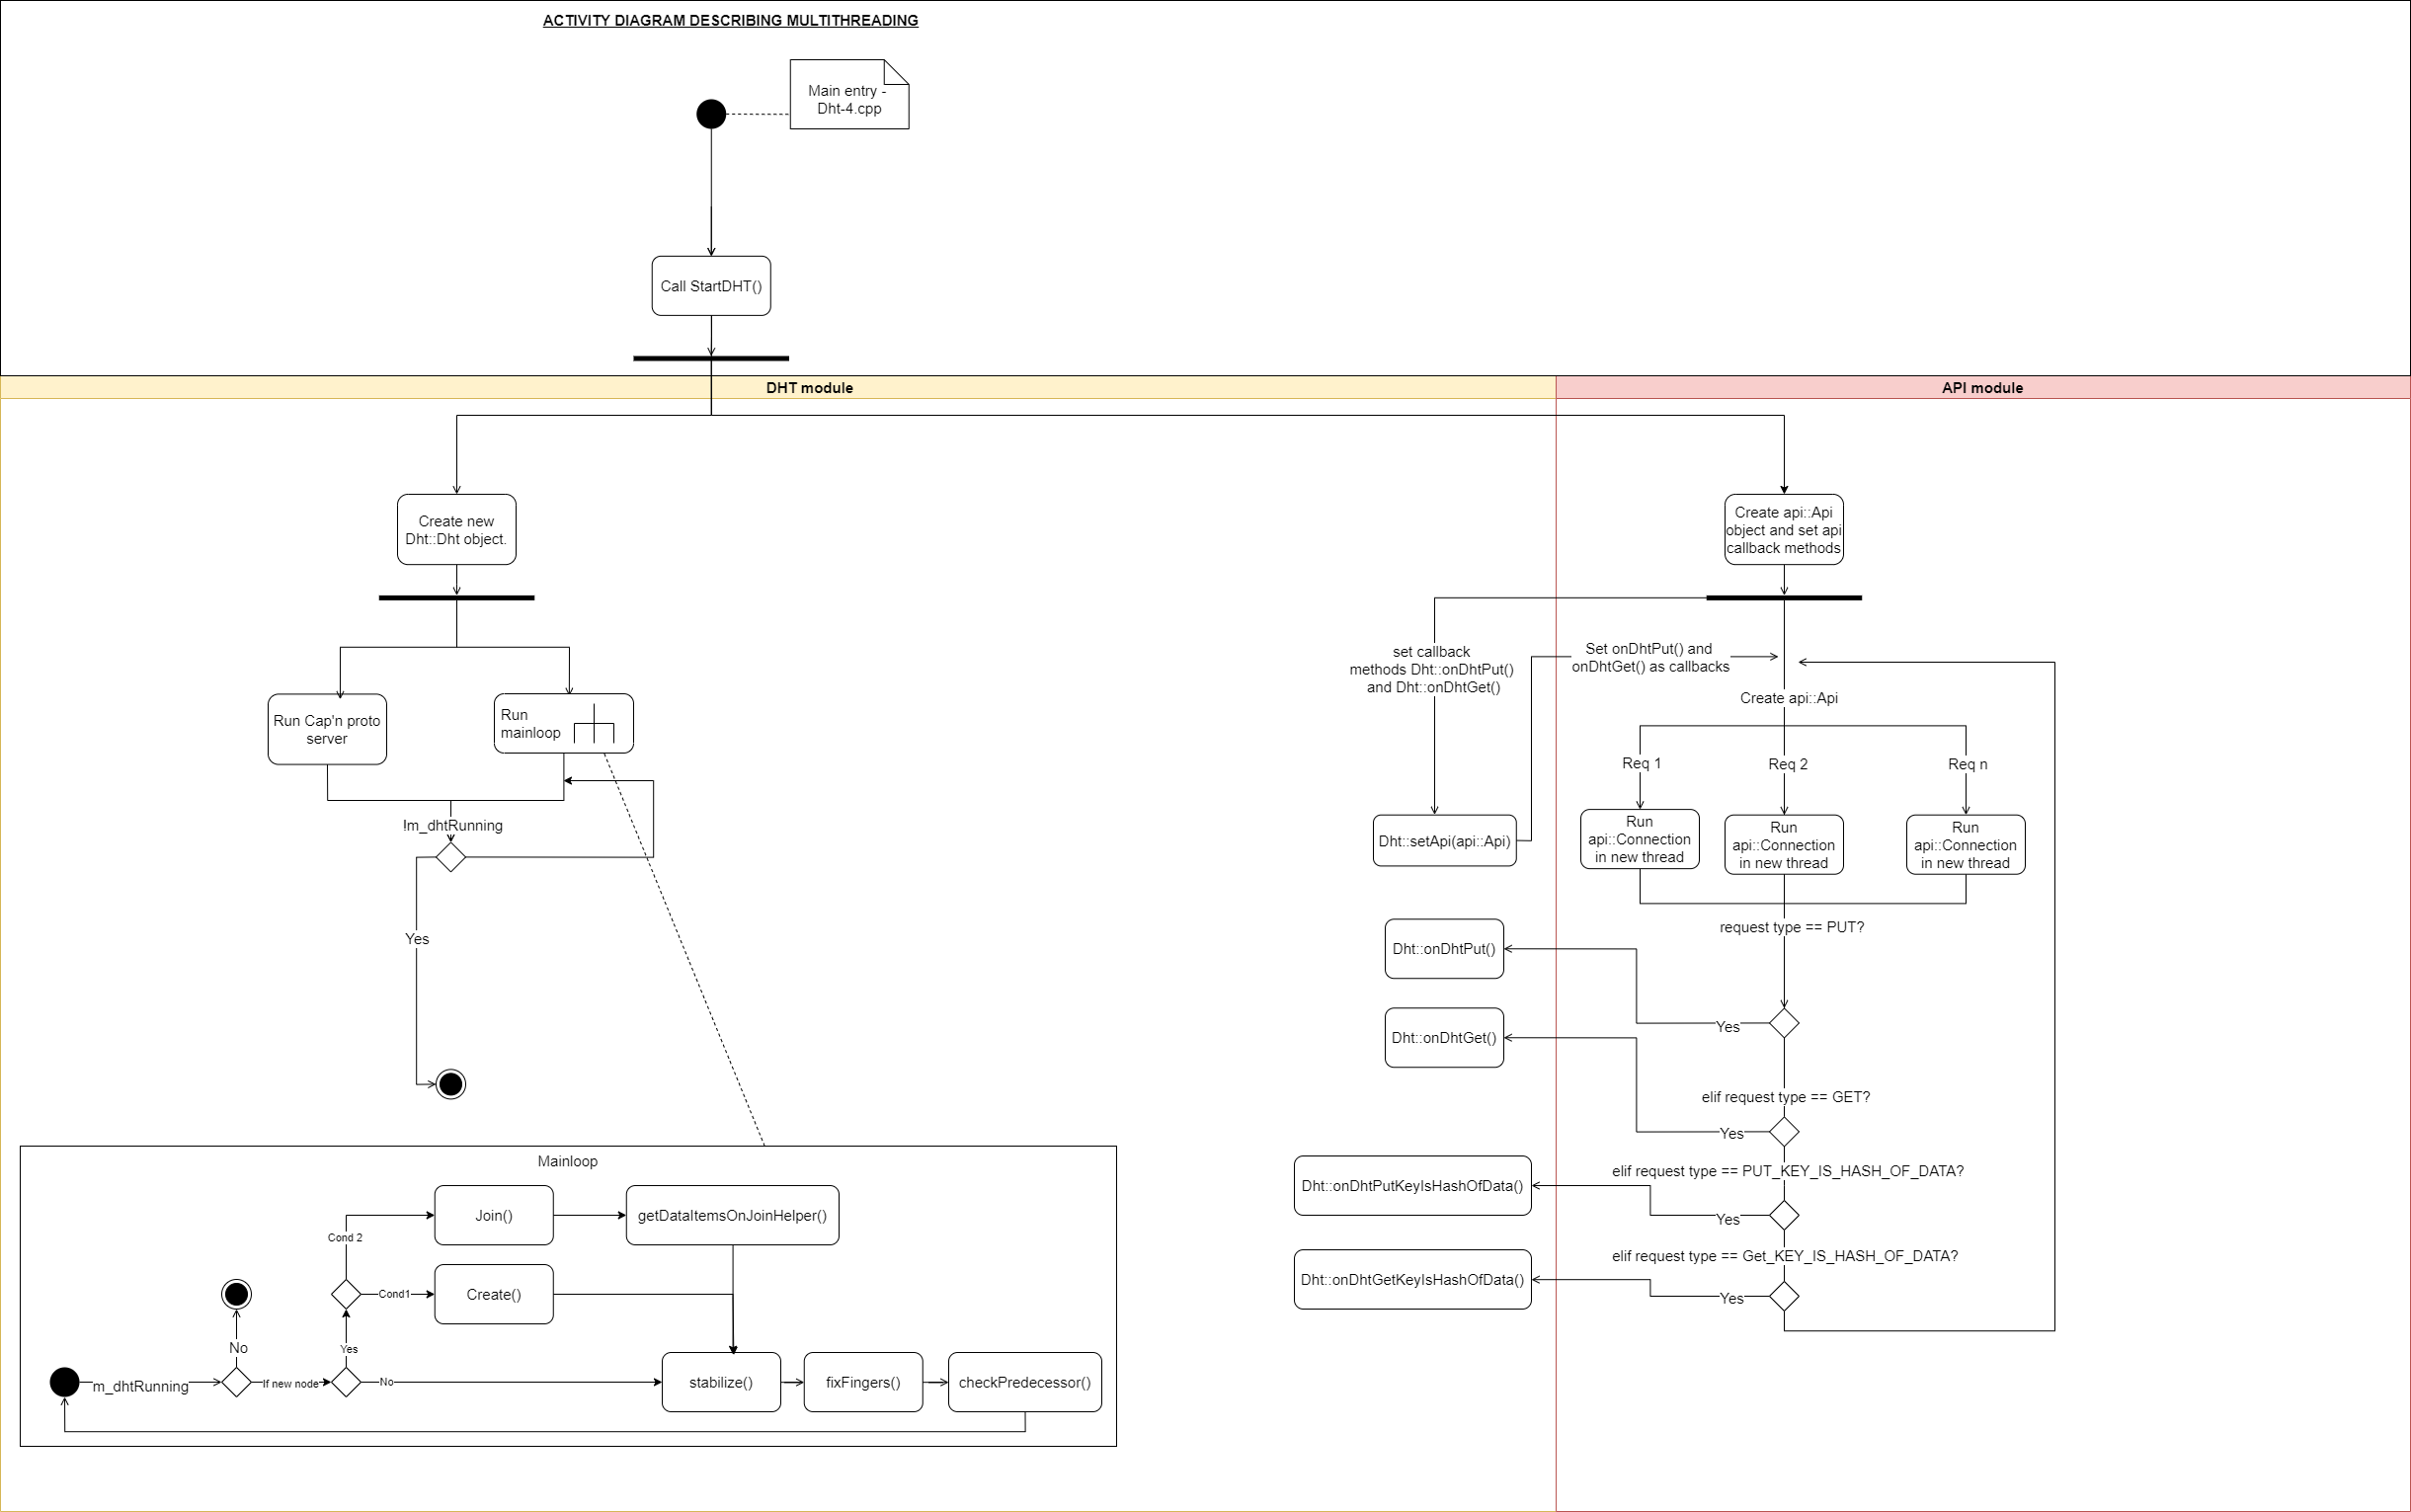 ACTIVITY DIAGRAM DESCRIBING MULTITHREADING
Main entry -
Dht-4.cpp
Call StartDHT()
DHT module
API module
Create new
Dht::Dht object.
Create api::Api
object and set api
callback methods
set callback
methods Dht::onDhtPut()
and Dht::onDhtGet()
Set onDhtPut() and
onDhtGet() as callbacks
Create api::Api
Run Cap'n proto
server
Run
mainloop
Req 1
Req 2
Req n
!m_dhtRunning
Dht::setApi(api::Api)
Run
api::Connection
in new thread
Run
api::Connection
in new thread
Run
api::Connection
in new thread
Yes
request type == PUT?
Dht::onDhtPut()
Yes
Dht::onDhtGet()
elif request type == GET?
Yes
elif request type == PUT_KEY_IS_HASH_OF_DATA?
Dht::onDhtPutKeyIsHashOfData()
Yes
elif request type == Get_KEY_IS_HASH_OF_DATA?
Dht::onDhtGetKeyIsHashOfData()
Yes
Mainloop
Join()
getDataItemsOnJoinHelper()
Cond 2
Cond1
Create()
No
Yes
m_dhtRunning
If new node
No
stabilize()
fixFingers()
checkPredecessor()